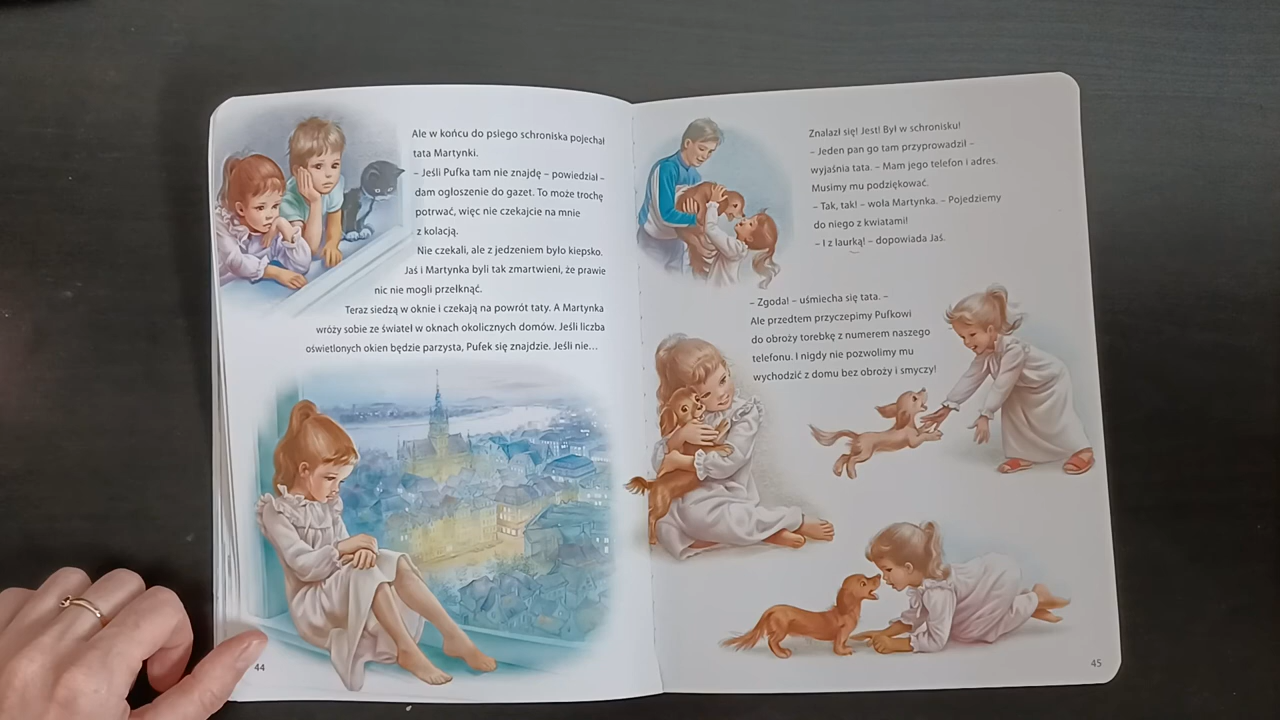 Ale w końcu do psiego schroniska pojechał
tata Martynki.
– Jeśli Pufka tam nie znajdę – powiedział –
dam ogłoszenie do gazet. To może trochę
potrwać, więc nie czekajcie na mnie
z kolacją.
Nie czekali, ale z jedzeniem było kiepsko.
Jaś i Martynka byli tak zmartwieni, że prawie
nic nie mogli przełknąć.
Teraz siedzą w oknie i czekają na powrót taty. A Martynka
wróży sobie ze świateł w oknach okolicznych domów. Jeśli liczba
oświetlonych okien będzie parzysta, Pufek się znajdzie. Jeśli nie…
44
Znalazł się! Jest! Był w schronisku!
– Jeden pan go tam przyprowadził –
wyjaśnia tata. – Mam jego telefon i adres.
Musimy mu podziękować.
– Tak, tak! – woła Martynka. – Pojedziemy
do niego z kwiatami!
– I z laurką! – dopowiada Jaś.
– Zgoda! – uśmiecha się tata. –
Ale przedtem przyczepimy Pufkowi
do obroży torebkę z numerem naszego
telefonu. I nigdy nie pozwolimy mu
wychodzić z domu bez obroży i smyczy!
45